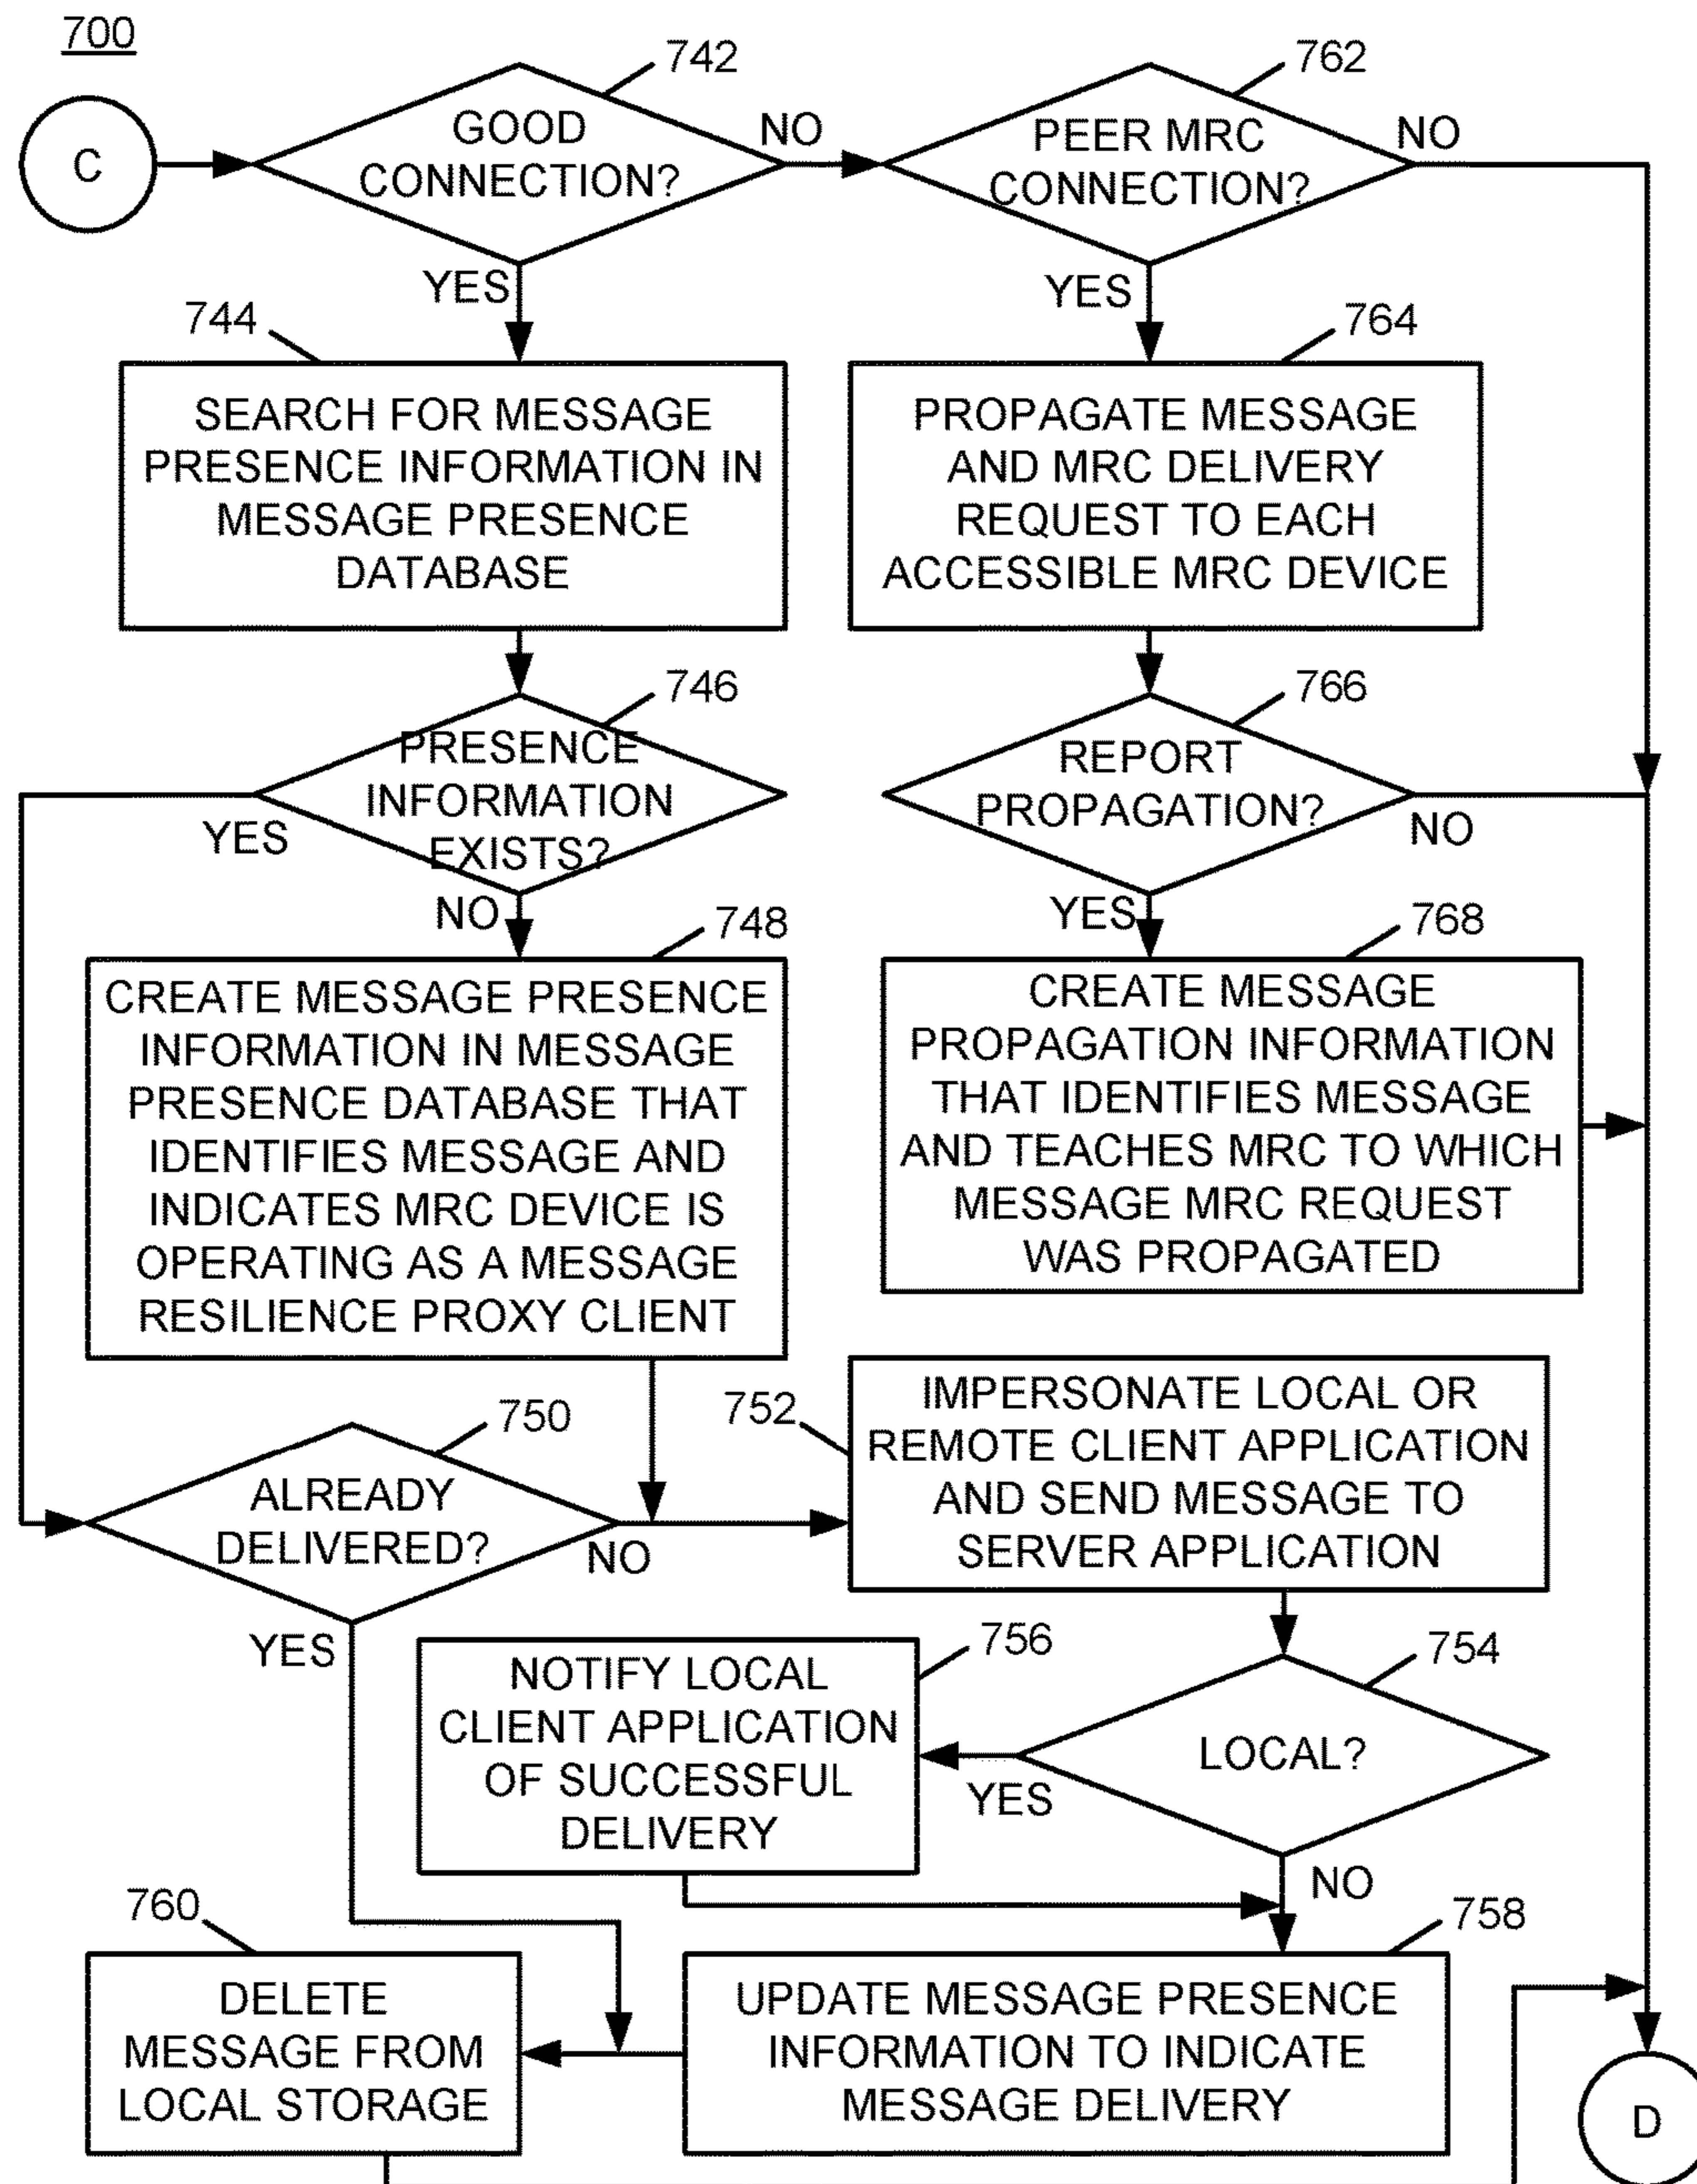 700
742
762
C
GOOD
CONNECTION?
NO
PEER MRC
CONNECTION?
NO
YES
YES
744
764
SEARCH FOR MESSAGE
PRESENCE INFORMATION IN
MESSAGE PRESENCE
DATABASE
PROPAGATE MESSAGE
AND MRC DELIVERY
REQUEST TO EACH
ACCESSIBLE MRC DEVICE
746
766
PRESENCE
INFORMATION
EXISTS?
REPORT
PROPAGATION?
YES
NO
NO
YES
748
768
CREATE MESSAGE PRESENCE
INFORMATION IN MESSAGE
PRESENCE DATABASE THAT
IDENTIFIES MESSAGE AND
INDICATES MRC DEVICE IS
OPERATING AS A MESSAGE
RESILIENCE PROXY CLIENT
CREATE MESSAGE
PROPAGATION INFORMATION
THAT IDENTIFIES MESSAGE
AND TEACHES MRC TO WHICH
MESSAGE MRC REQUEST
WAS PROPAGATED
750
752
ALREADY
DELIVERED?
NO
YES
IMPERSONATE LOCAL OR
REMOTE CLIENT APPLICATION
AND SEND MESSAGE TO
SERVER APPLICATION
756
754
NOTIFY LOCAL
CLIENT APPLICATION
OF SUCCESSFUL
DELIVERY
YES
LOCAL?
NO
760
758
DELETE
MESSAGE FROM
LOCAL STORAGE
UPDATE MESSAGE PRESENCE
INFORMATION TO INDICATE
MESSAGE DELIVERY
D